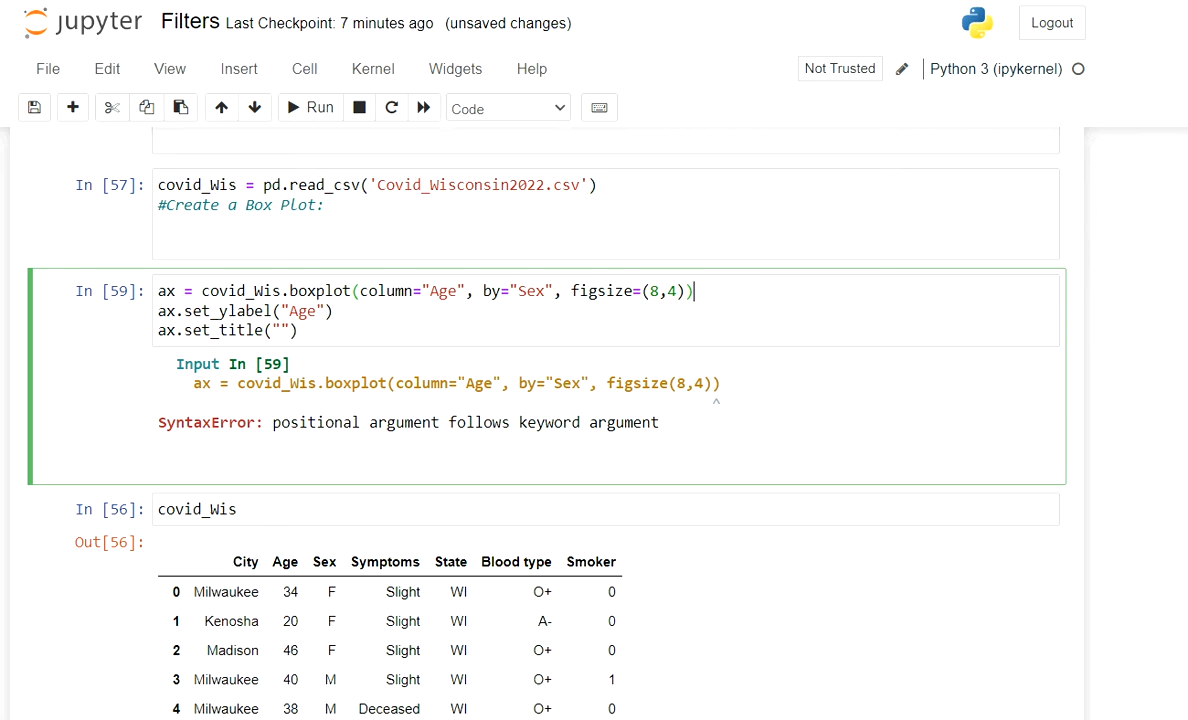 jupyter Filters Last Checkpoint: 7 minutes ago (unsaved changes) Logout
File Edit View Insert Cell Kernel Widgets Help Not Trusted Python 3 (ipykernel)
Run Code
In [57]: covid_Wis = pd.read_csv('Covid_Wisconsin2022.csv')
#Create a Box Plot:
In [59]: ax = covid_Wis.boxplot(column="Age", by="Sex", figsize=(8,4))
ax.set_ylabel("Age")
ax.set_title("")
Input In [59]
ax = covid_Wis.boxplot(column="Age", by="Sex", figsize(8,4))
^
SyntaxError: positional argument follows keyword argument
In [56]: covid_Wis
Out[56]:
City Age Sex Symptoms State Blood type Smoker
0 Milwaukee 34 F Slight WI O+ 0
1 Kenosha 20 F Slight WI A- 0
2 Madison 46 F Slight WI O+ 0
3 Milwaukee 40 M Slight WI O+ 1
4 Milwaukee 38 M Deceased WI O+ 0